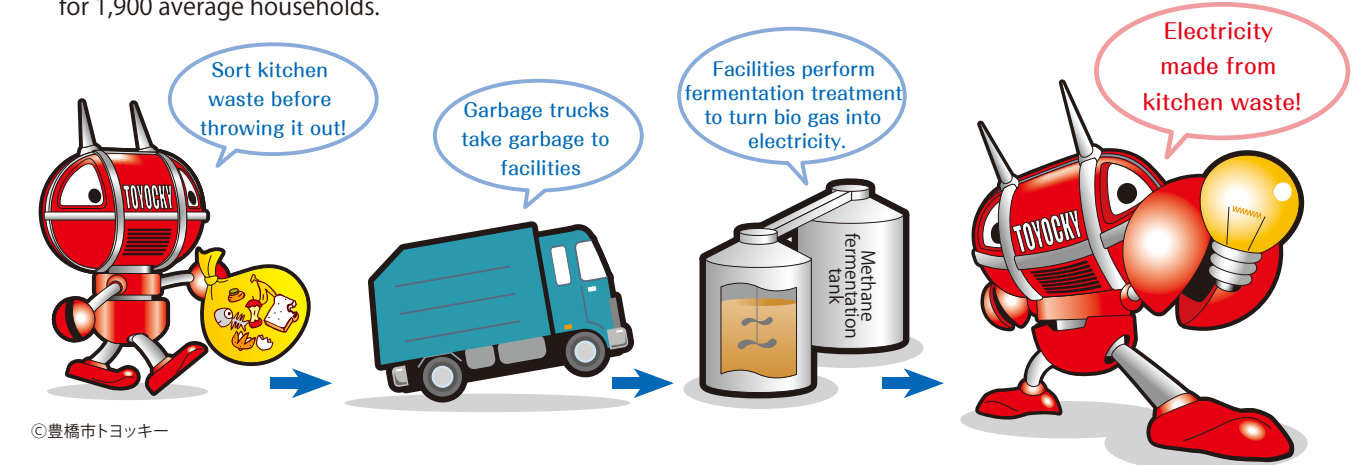 for 1,900 average households.
Sort kitchen
waste before
throwing it out!
Garbage trucks
take garbage to
facilities
Facilities perform
fermentation treatment
to turn bio gas into
electricity.
Electricity
made from
kitchen waste!
TOYOCKY
Methane
fermentation
tank
TOYOCKY
©豊橋市トヨッキー